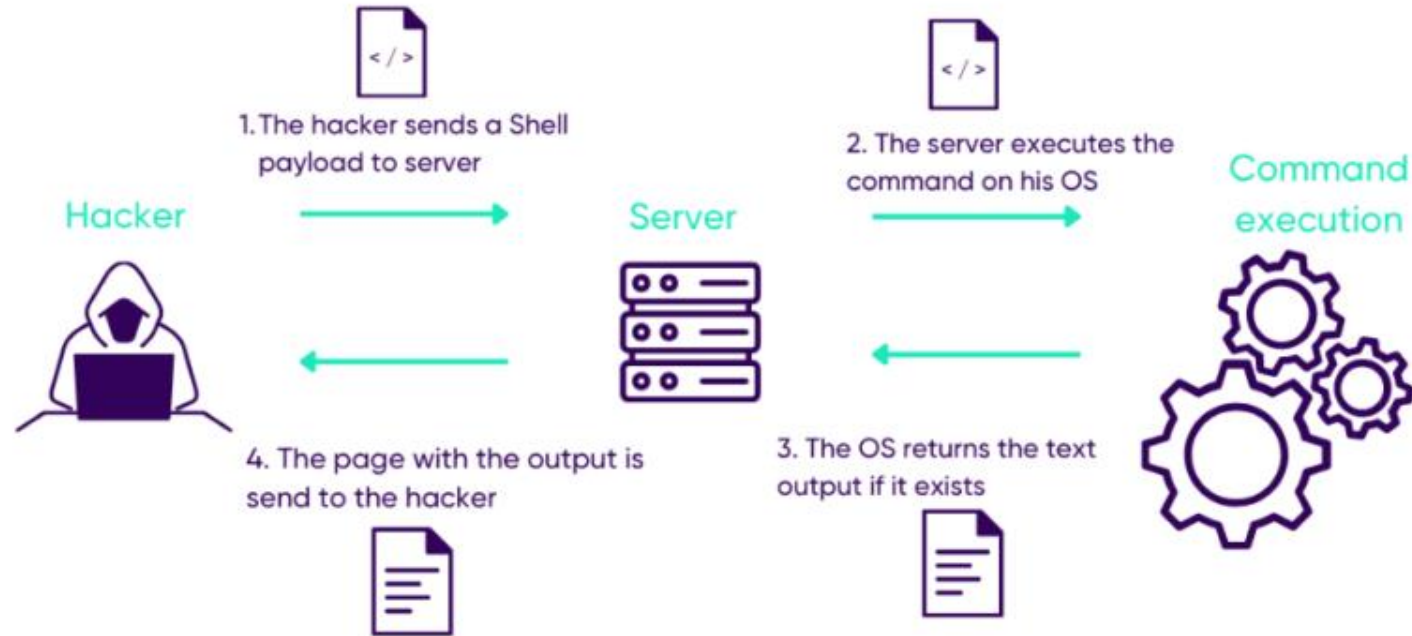 </>
1. The hacker sends a Shell
payload to server
Hacker
</>
2. The server executes the
command on his OS
Server
Command
execution
4. The page with the output is
send to the hacker
3. The OS returns the text
output if it exists